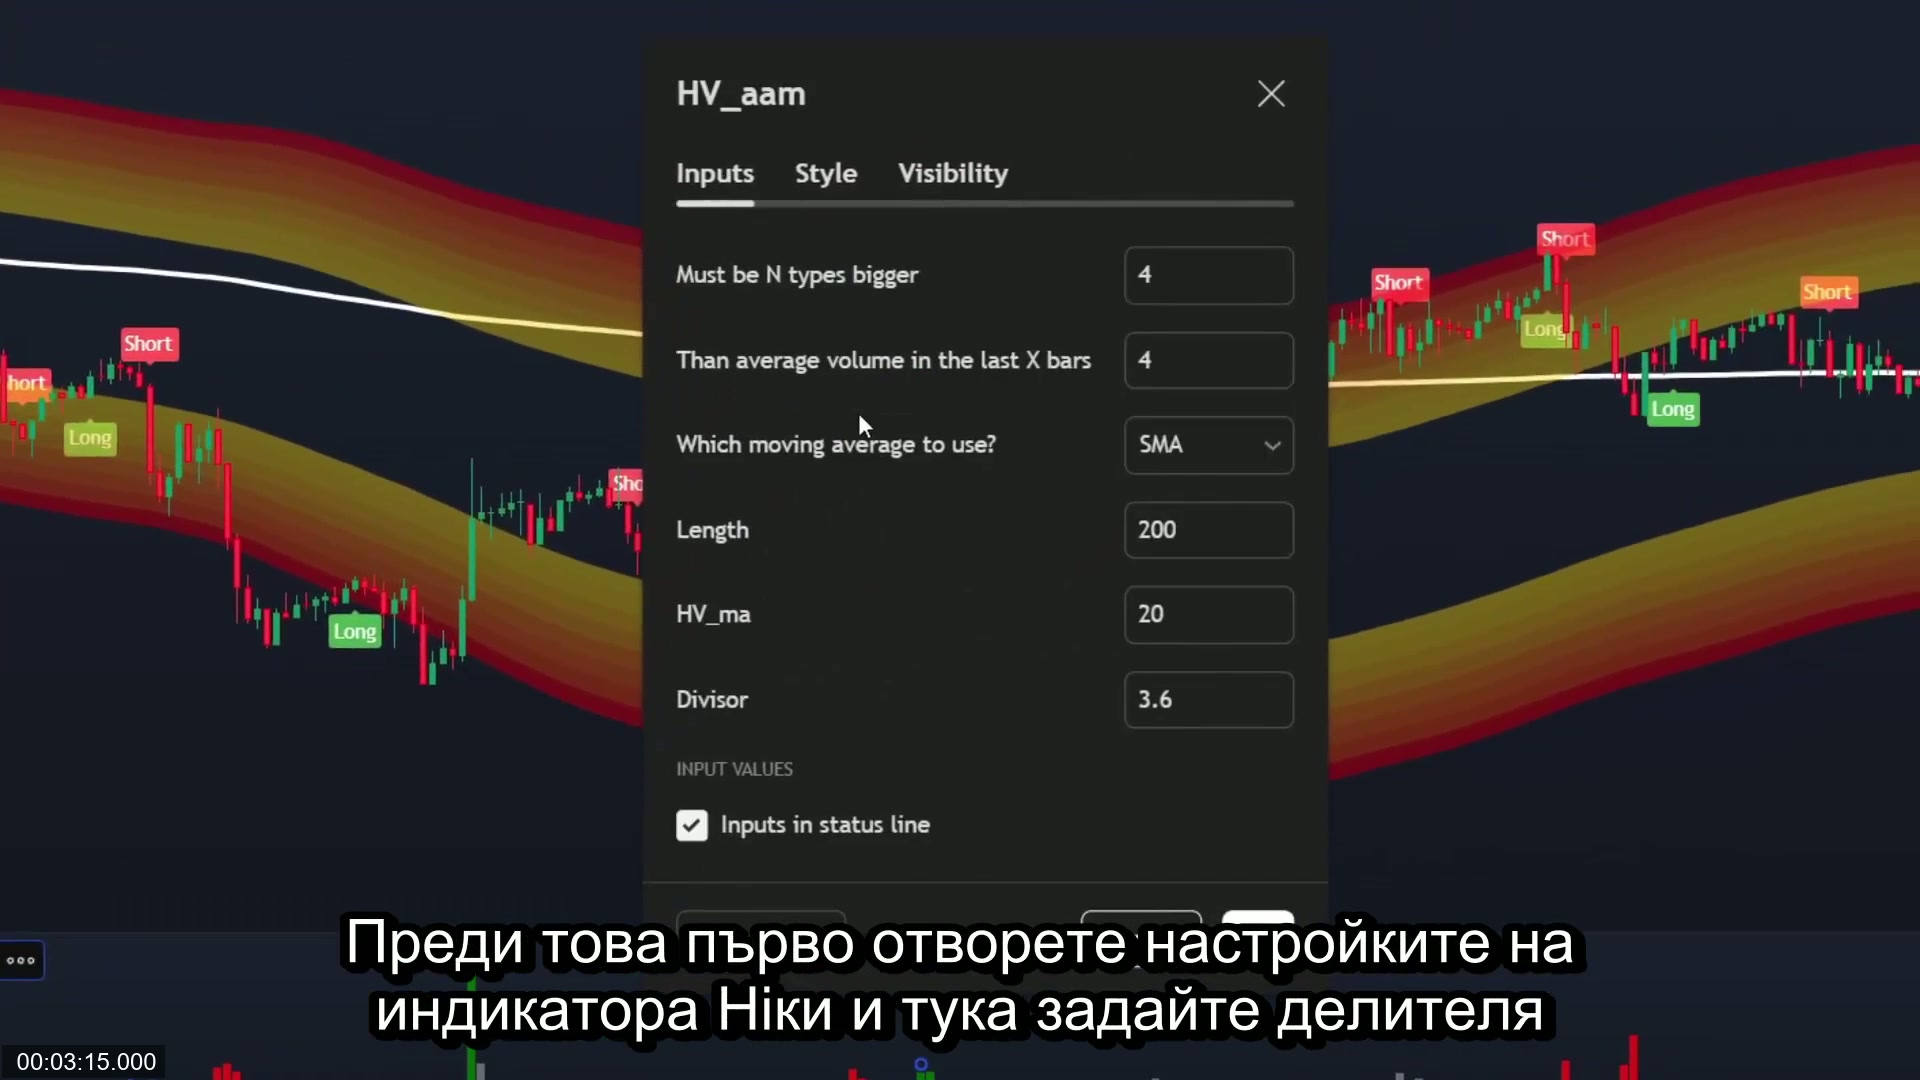 HV_aam
Inputs Style Visibility
Must be N types bigger 4
Than average volume in the last X bars 4
Which moving average to use? SMA
Length 200
HV_ma 20
Divisor 3.6
INPUT VALUES
Inputs in status line
Short
Short
Short
Short
Long
Short
Long
Long
Long
Преди това първо отворете настройките на
индикатора Ніки и тука задайте делителя
00:03:15.000